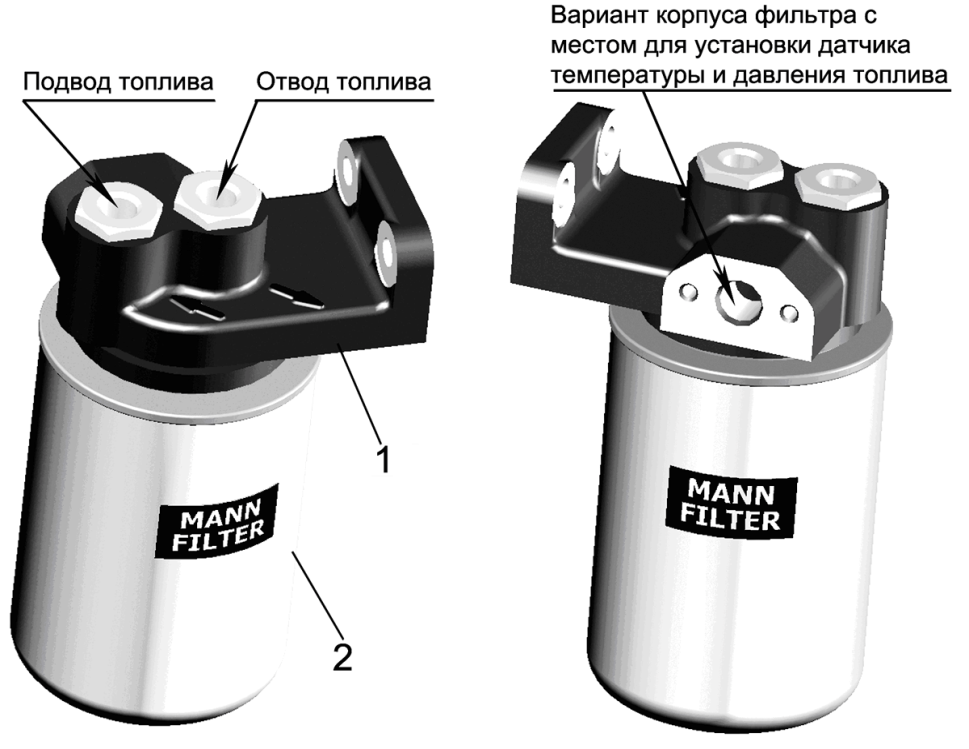 Вариант корпуса фильтра с
местом для установки датчика
температуры и давления топлива
Подвод топлива
Отвод топлива
1
2
MANN
FILTER
MANN
FILTER